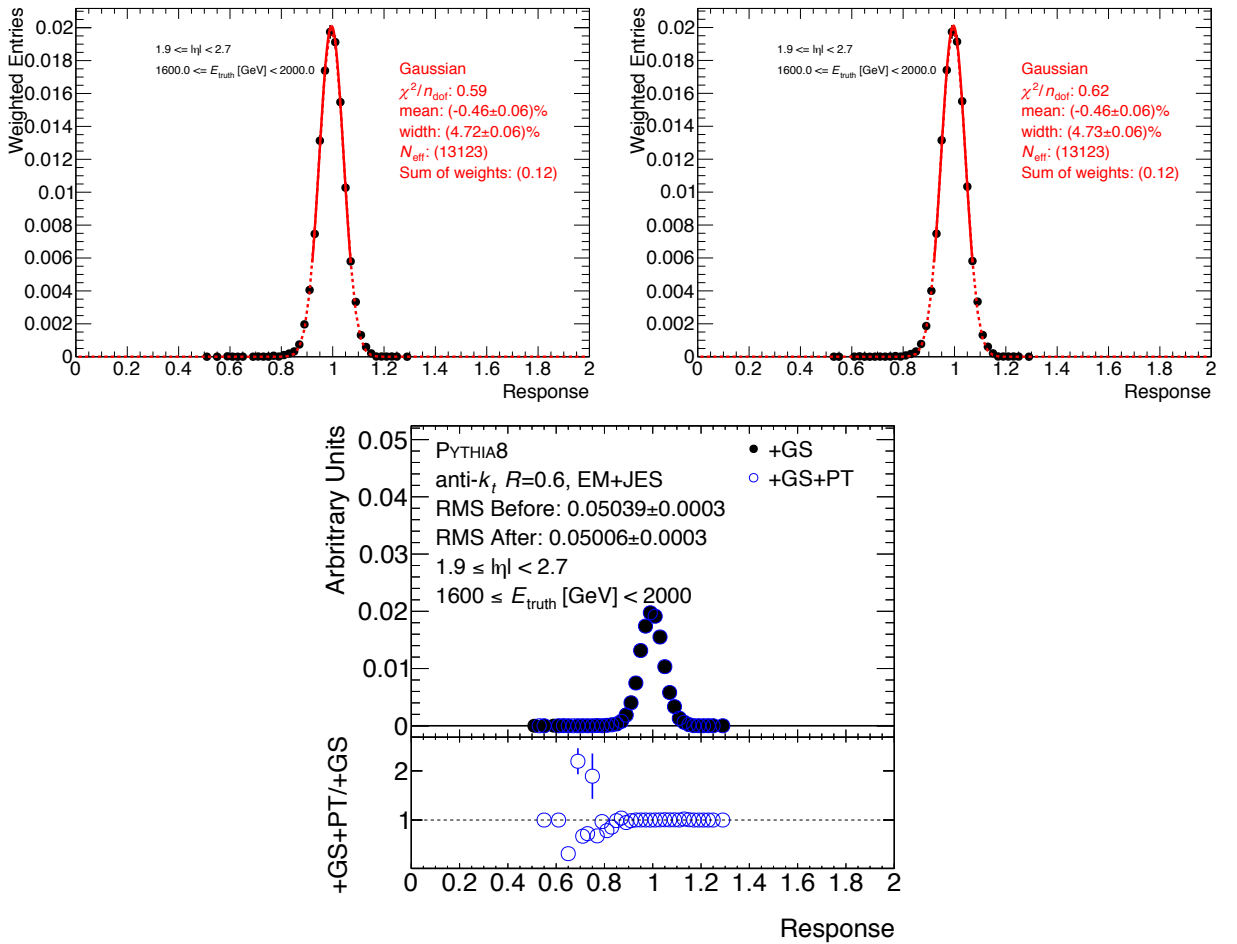 Weighted Entries
0.02
0.018
0.016
0.014
0.012
0.01
0.008
0.006
0.004
0.002
0
1.9 <= |η| < 2.7
1600.0 <= E_truth [GeV] < 2000.0
Gaussian
χ²/n_dof: 0.59
mean: (-0.46±0.06)%
width: (4.72±0.06)%
N_eff: (13123)
Sum of weights: (0.12)
0 0.2 0.4 0.6 0.8 1 1.2 1.4 1.6 1.8 2
Response
Weighted Entries
0.02
0.018
0.016
0.014
0.012
0.01
0.008
0.006
0.004
0.002
0
1.9 <= |η| < 2.7
1600.0 <= E_truth [GeV] < 2000.0
Gaussian
χ²/n_dof: 0.62
mean: (-0.46±0.06)%
width: (4.73±0.06)%
N_eff: (13123)
Sum of weights: (0.12)
0 0.2 0.4 0.6 0.8 1 1.2 1.4 1.6 1.8 2
Response
Arbritrary Units
0.05
0.04
0.03
0.02
0.01
0
PYTHIA8
anti-k_t R=0.6, EM+JES
RMS Before: 0.05039±0.0003
RMS After: 0.05006±0.0003
1.9 ≤ |η| < 2.7
1600 ≤ E_truth [GeV] < 2000
+GS
+GS+PT
+GS+PT/+GS
2
1
0 0.2 0.4 0.6 0.8 1 1.2 1.4 1.6 1.8 2
Response